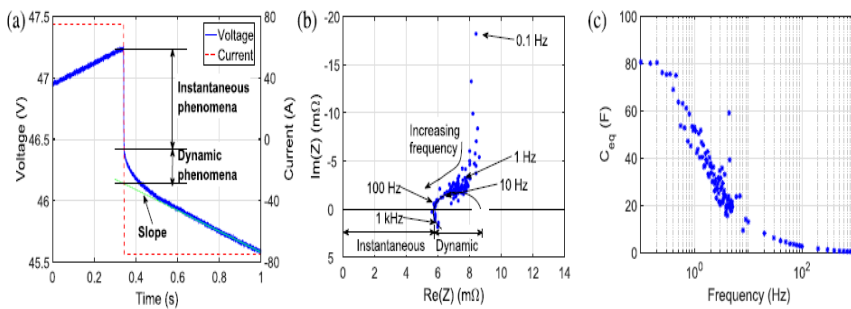 (a)
Voltage
Current
Instantaneous
phenomena
Dynamic
phenomena
Slope
47.5
47
46.5
46
45.5
Voltage (V)
80
60
40
0
-40
-60
-80
Current (A)
0
0.2
0.4
0.6
0.8
1
Time (s)
(b)
0.1 Hz
Increasing
frequency
1 Hz
100 Hz
10 Hz
1 kHz
Instantaneous
Dynamic
-20
-15
-10
-5
0
5
Im(Z) (mΩ)
0
2
4
6
8
10
12
14
Re(Z) (mΩ)
(c)
100
80
60
40
20
0
Ceq (F)
10^0
10^2
Frequency (Hz)